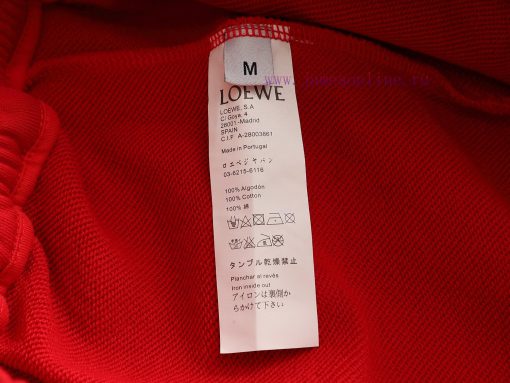 M
LOEWE
LOEWE, S.A
C/ Goya, 4
28001-Madrid
SPAIN
C.I.F A-28003861
Made in Portugal
d エベジャパン
03-6215-6116
100% Algodón
100% Cotton
100% 綿
タンブル乾燥禁止
Planchar al revés
Iron inside out
アイロンは裏側か
らかけて下さい